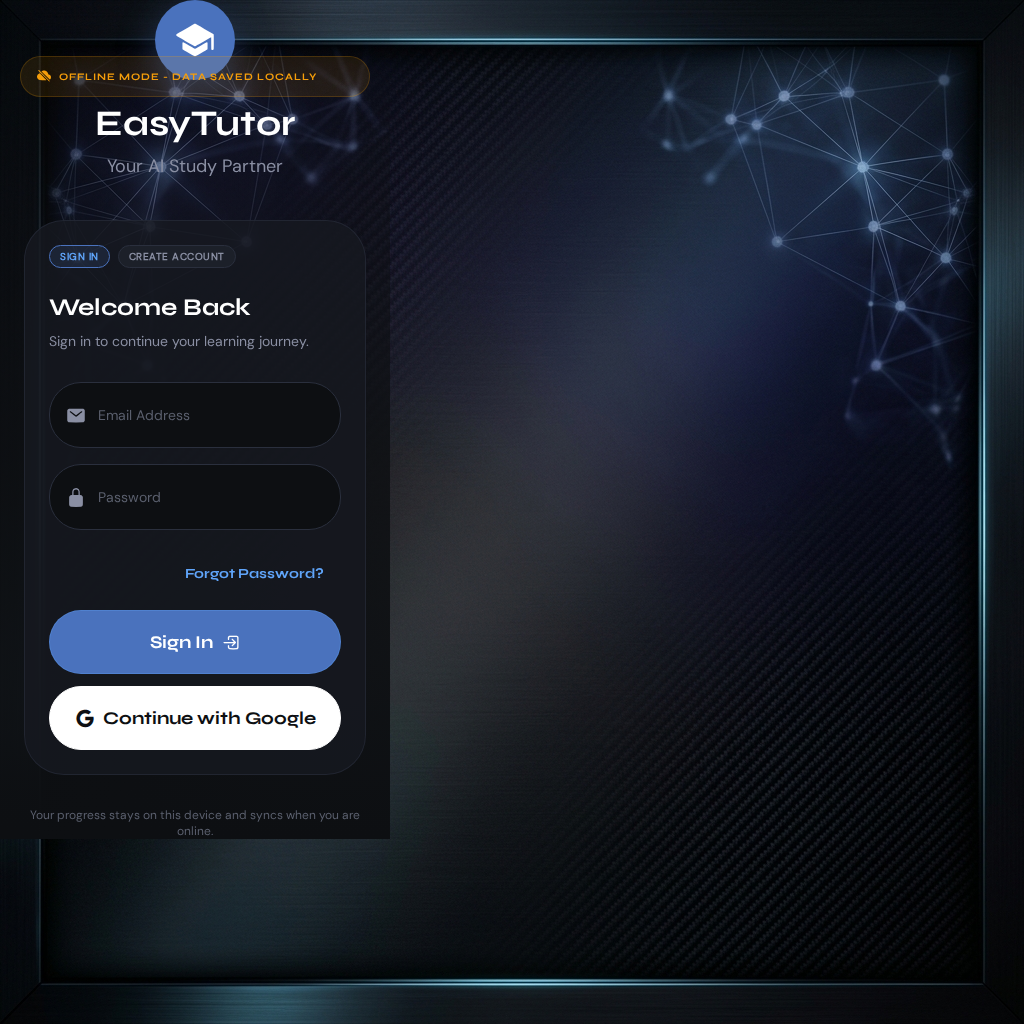 OFFLINE MODE - DATA SAVED LOCALLY
EasyTutor
Your AI Study Partner
SIGN IN
CREATE ACCOUNT
Welcome Back
Sign in to continue your learning journey.
Email Address
Password
Forgot Password?
Sign In
Continue with Google
Your progress stays on this device and syncs when you are
online.